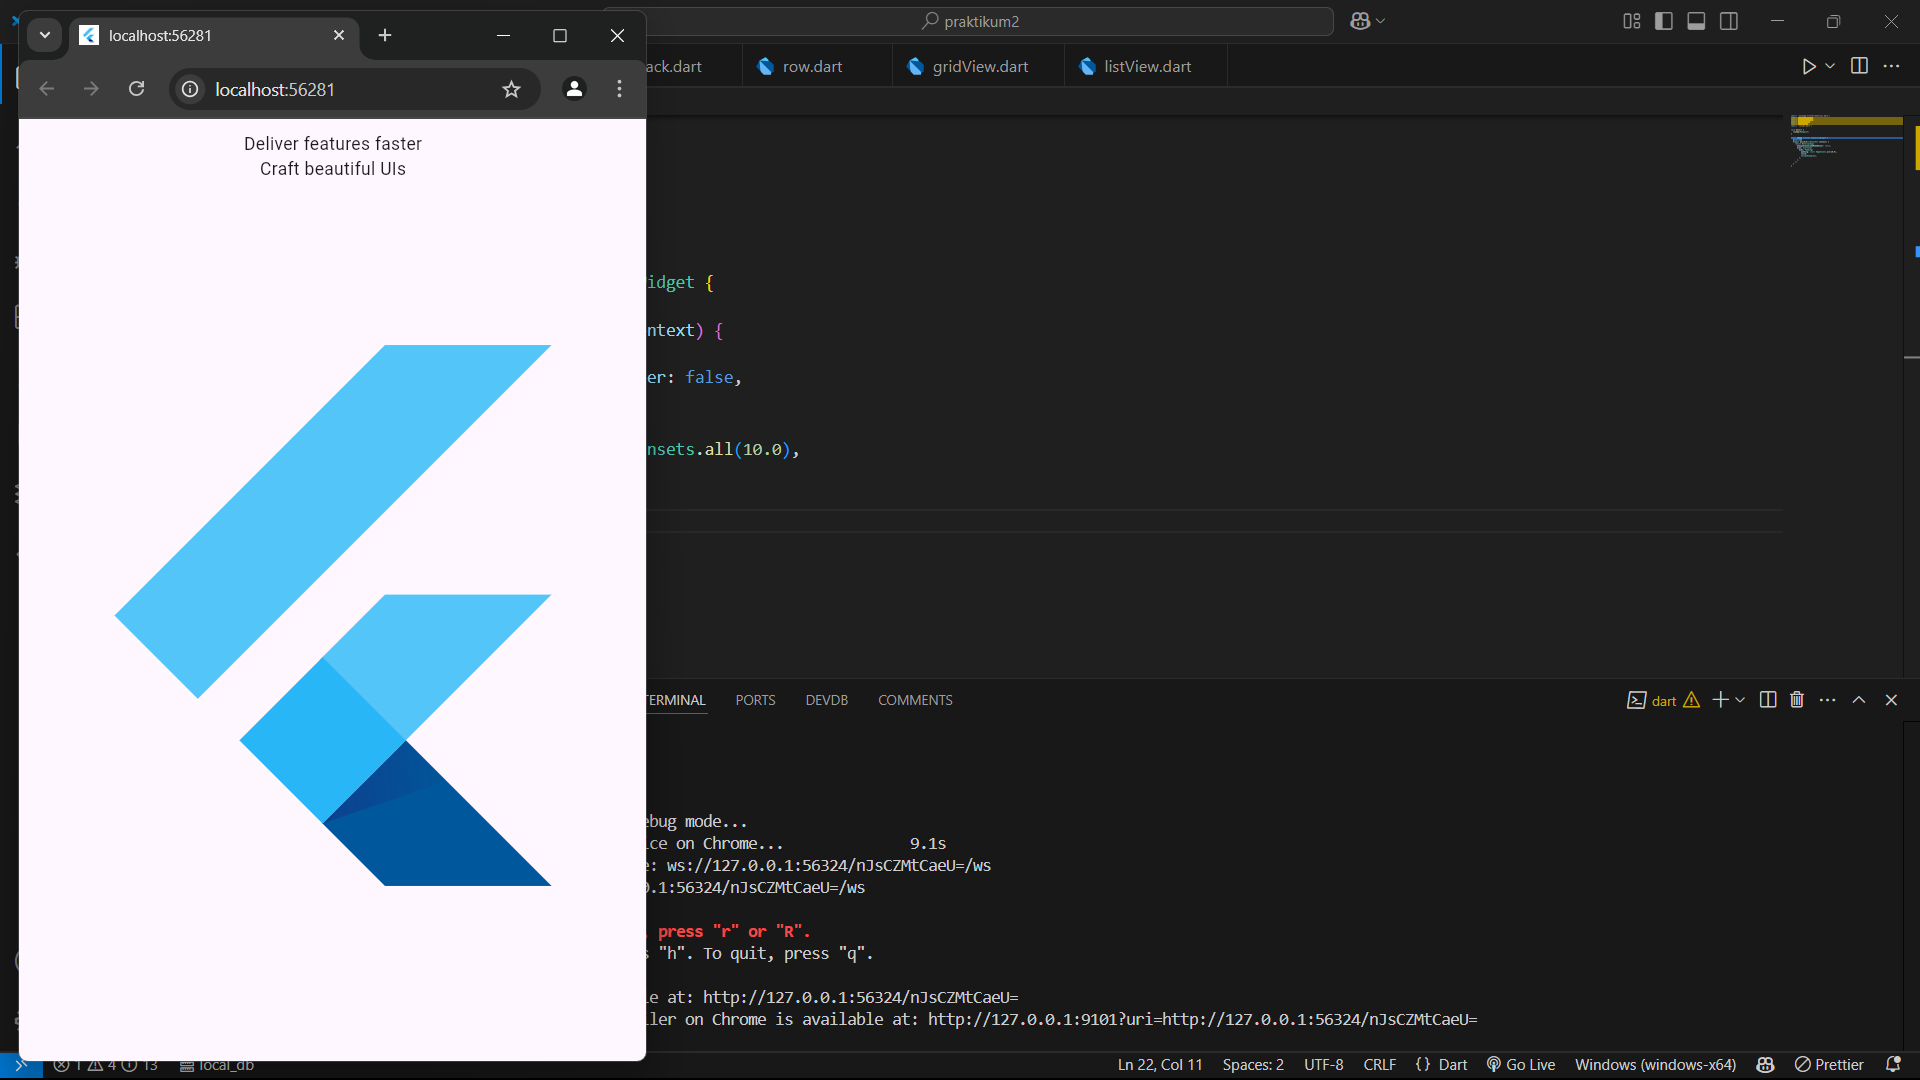 localhost:56281
praktikum2
ack.dart
row.dart
gridView.dart
listView.dart
localhost:56281
Deliver features faster
Craft beautiful UIs
idget {
ntext) {
er: false,
nsets.all(10.0),
TERMINAL
PORTS
DEVDB
COMMENTS
dart
ebug mode...
ice on Chrome... 9.1s
e: ws://127.0.0.1:56324/nJsCZMtCaeU=/ws
0.1:56324/nJsCZMtCaeU=/ws
, press "r" or "R".
s "h". To quit, press "q".
le at: http://127.0.0.1:56324/nJsCZMtCaeU=
ler on Chrome is available at: http://127.0.0.1:9101?uri=http://127.0.0.1:56324/nJsCZMtCaeU=
1 4 13 local_db
Ln 22, Col 11 Spaces: 2 UTF-8 CRLF {} Dart Go Live Windows (windows-x64) Prettier